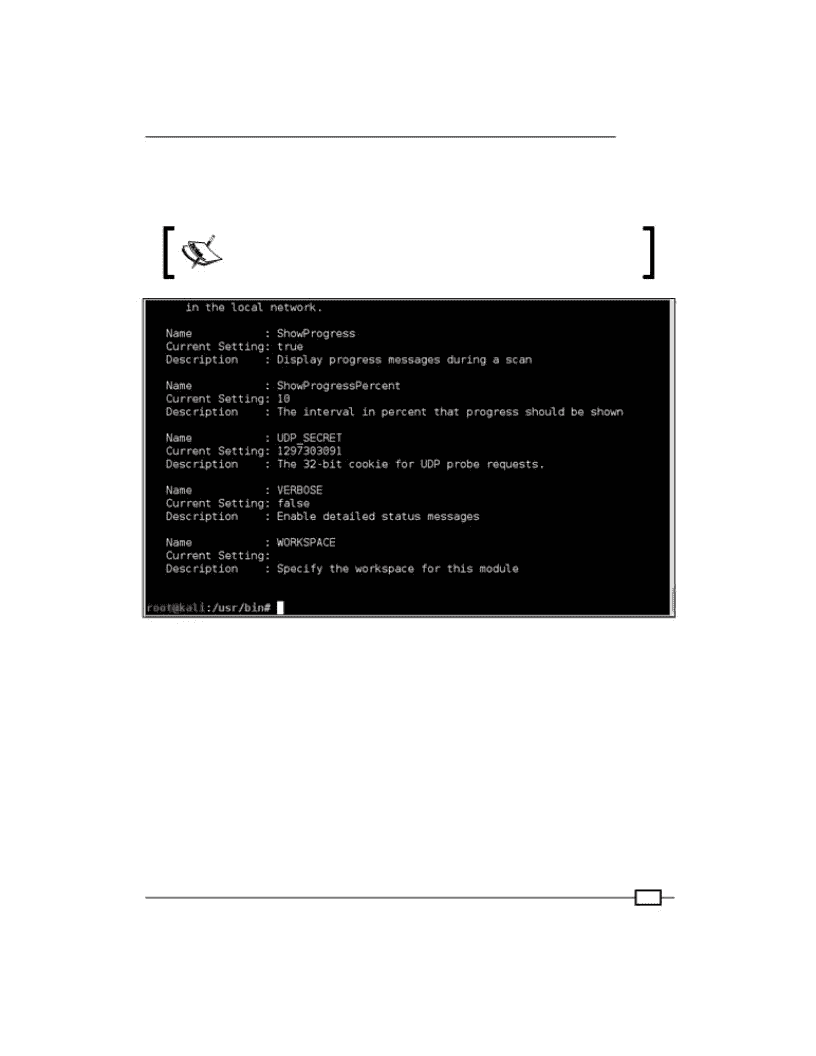 in the local network.
Name : ShowProgress
Current Setting: true
Description : Display progress messages during a scan
Name : ShowProgressPercent
Current Setting: 10
Description : The interval in percent that progress should be shown
Name : UDP_SECRET
Current Setting: 1297303091
Description : The 32-bit cookie for UDP probe requests.
Name : VERBOSE
Current Setting: false
Description : Enable detailed status messages
Name : WORKSPACE
Current Setting:
Description : Specify the workspace for this module
root@kali:/usr/bin#